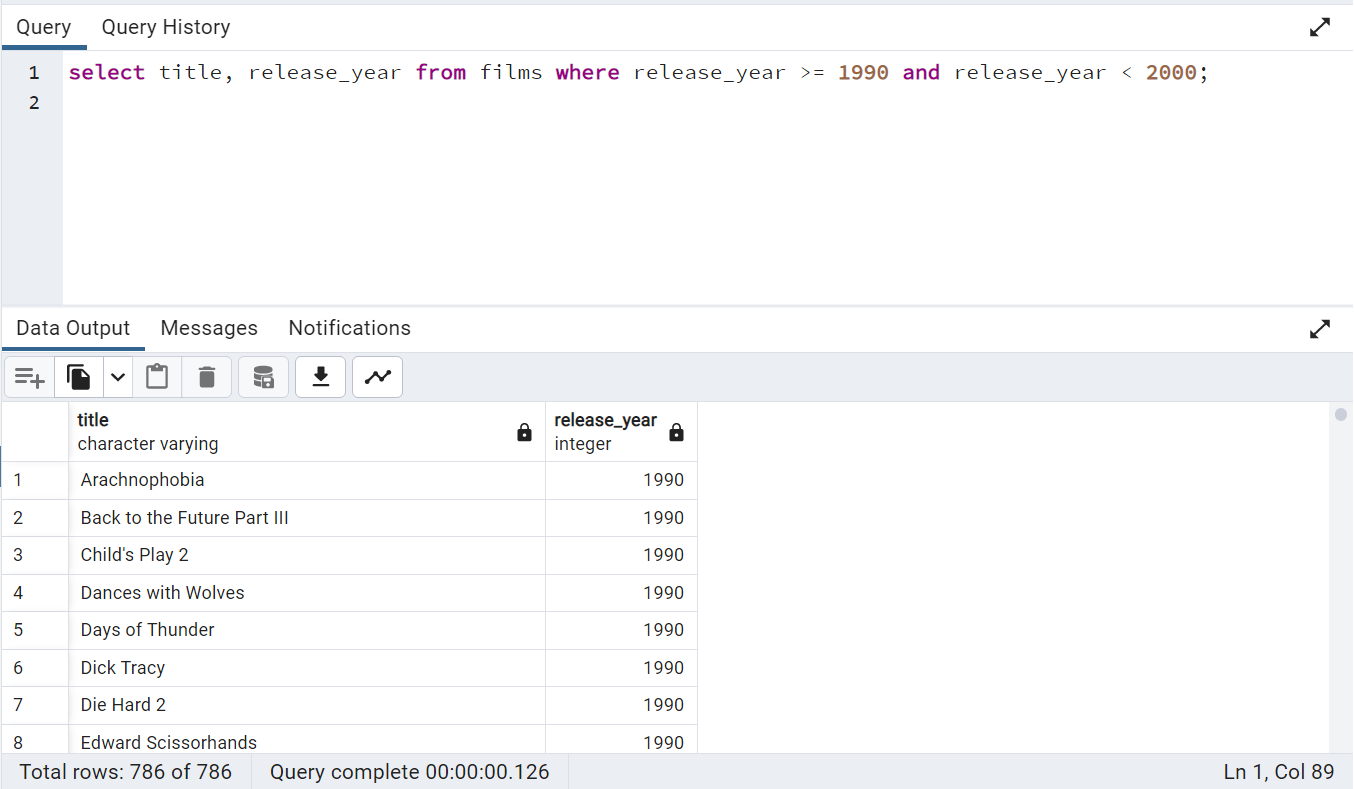 Query Query History
1 select title, release_year from films where release_year >= 1990 and release_year < 2000;
2
Data Output Messages Notifications
title release_year
character varying integer
1 Arachnophobia 1990
2 Back to the Future Part III 1990
3 Child's Play 2 1990
4 Dances with Wolves 1990
5 Days of Thunder 1990
6 Dick Tracy 1990
7 Die Hard 2 1990
8 Edward Scissorhands 1990
Total rows: 786 of 786 Query complete 00:00:00.126 Ln 1, Col 89